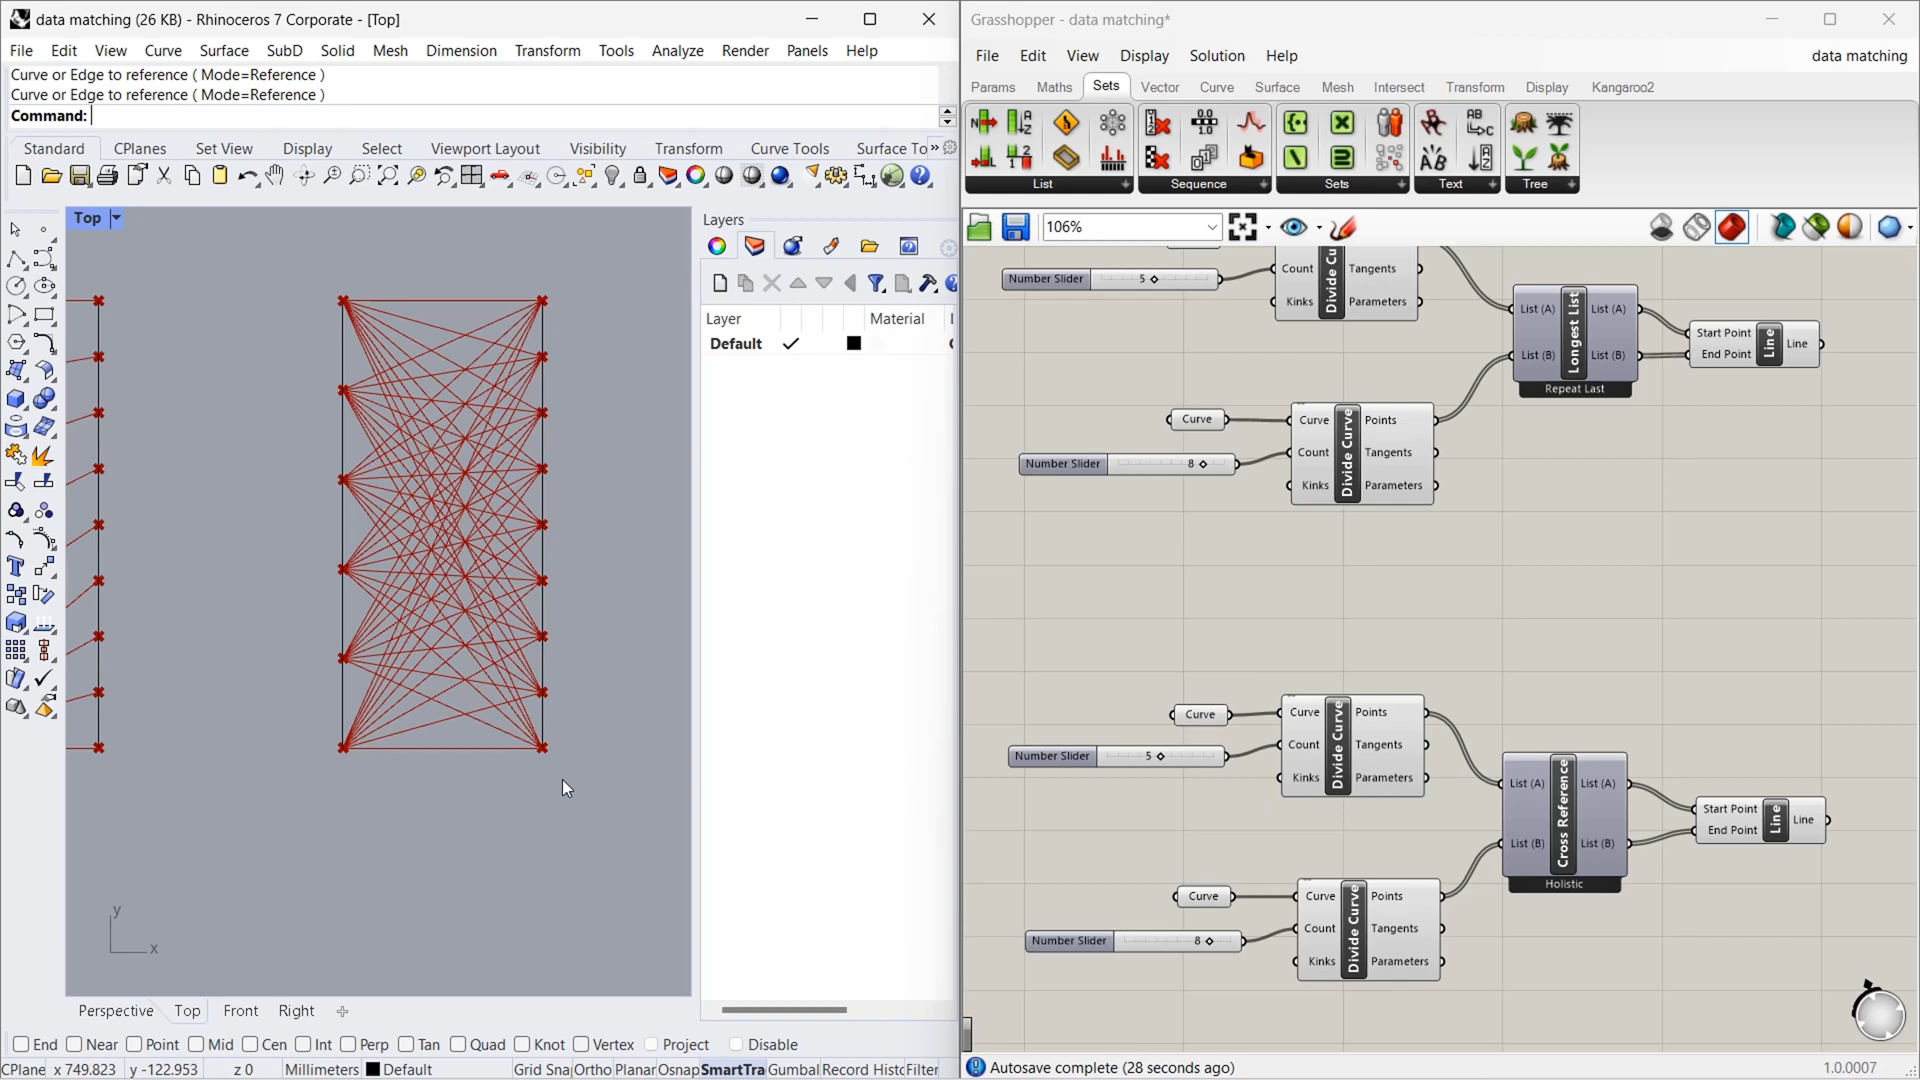 data matching (26 KB) - Rhinoceros 7 Corporate - [Top]
File Edit View Curve Surface SubD Solid Mesh Dimension Transform Tools Analyze Render Panels Help
Curve or Edge to reference ( Mode=Reference )
Curve or Edge to reference ( Mode=Reference )
Command:
Standard CPlanes Set View Display Select Viewport Layout Visibility Transform Curve Tools Surface To »
Top
Layers
Layer Material
Default
y
x
Perspective Top Front Right
End Near Point Mid Cen Int Perp Tan Quad Knot Vertex Project Disable
CPlane x 749.823 y -122.953 z 0 Millimeters Default Grid Snap Ortho Planar Osnap SmartTra Gumbal Record Histo Filter
Grasshopper - data matching*
File Edit View Display Solution Help data matching
Params Maths Sets Vector Curve Surface Mesh Intersect Transform Display Kangaroo2
List Sequence Sets Text Tree
106%
Number Slider 5
Count Tangents
Kinks Parameters
Divide Cu
List (A) List (A)
List (B) List (B)
Longest List
Repeat Last
Start Point Line
End Point
Line
Curve
Curve Points
Count Tangents
Kinks Parameters
Divide Curve
Number Slider 8
Curve
Curve Points
Count Tangents
Kinks Parameters
Divide Curve
Number Slider 5
List (A) List (A)
List (B) List (B)
Cross Reference
Holistic
Start Point Line
End Point
Line
Curve
Curve Points
Count Tangents
Kinks Parameters
Divide Curve
Number Slider 8
Autosave complete (28 seconds ago)
1.0.0007